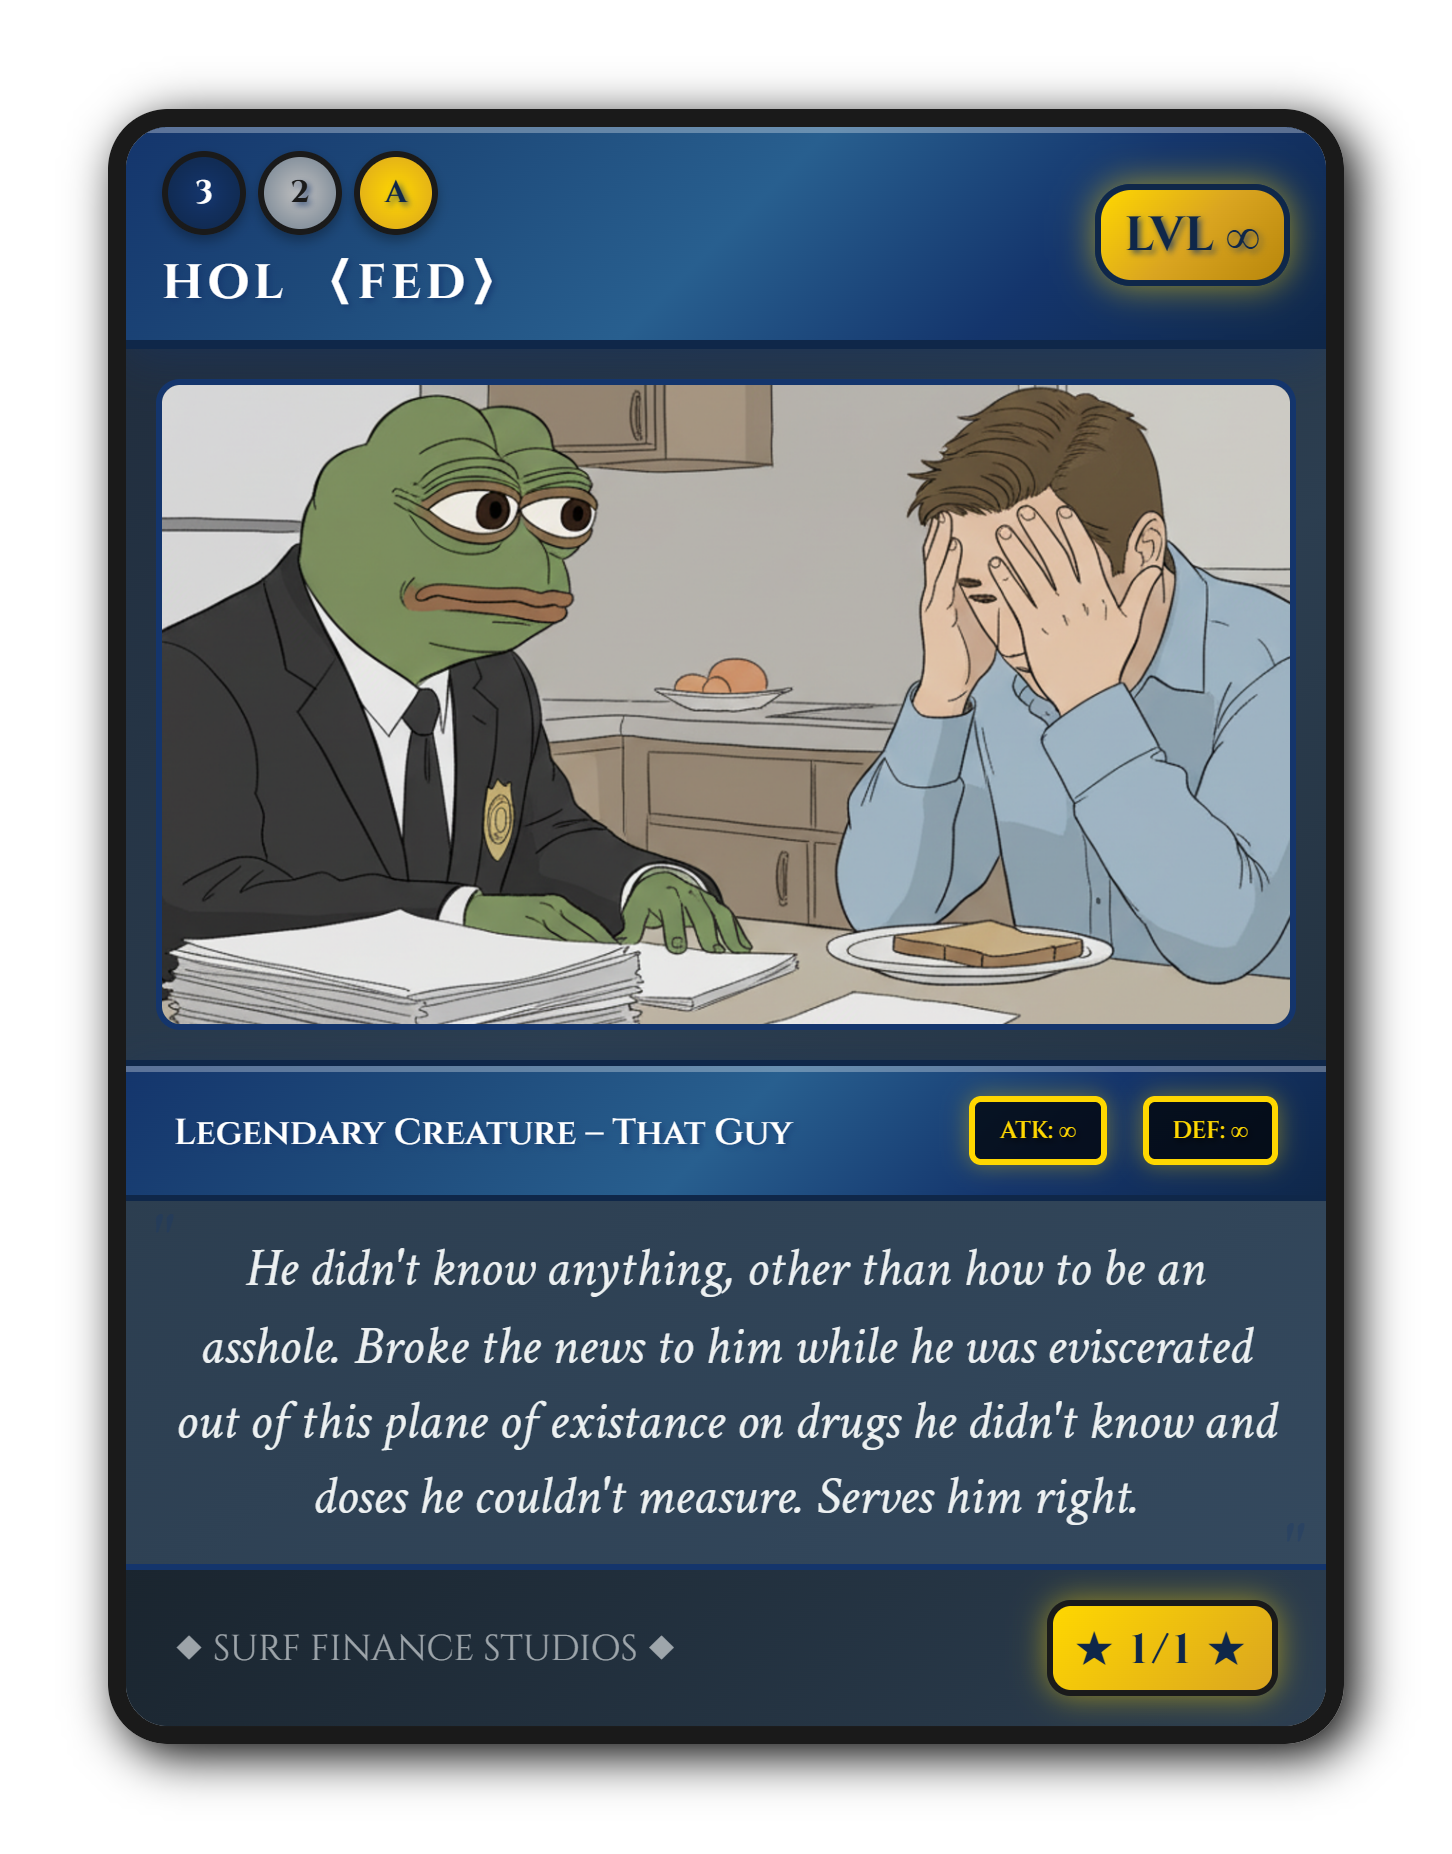 3 2 A
HOL ⟨FED⟩
LVL ∞
Legendary Creature – That Guy
ATK: ∞
DEF: ∞
"
He didn't know anything, other than how to be an
asshole. Broke the news to him while he was eviscerated
out of this plane of existance on drugs he didn't know and
doses he couldn't measure. Serves him right.
"
◆ SURF FINANCE STUDIOS ◆
★ 1/1 ★